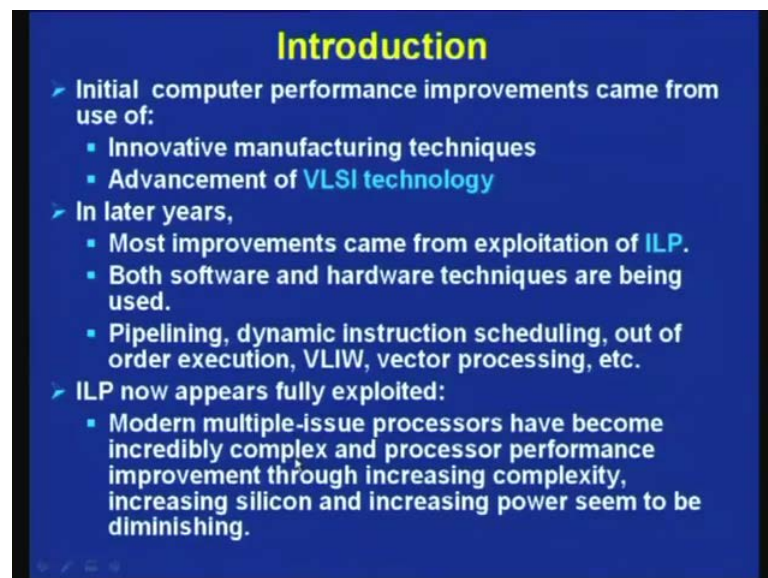 Introduction
➢ Initial computer performance improvements came from
use of:
▪ Innovative manufacturing techniques
▪ Advancement of VLSI technology
➢ In later years,
▪ Most improvements came from exploitation of ILP.
▪ Both software and hardware techniques are being
used.
▪ Pipelining, dynamic instruction scheduling, out of
order execution, VLIW, vector processing, etc.
➢ ILP now appears fully exploited:
▪ Modern multiple-issue processors have become
incredibly complex and processor performance
improvement through increasing complexity,
increasing silicon and increasing power seem to be
diminishing.